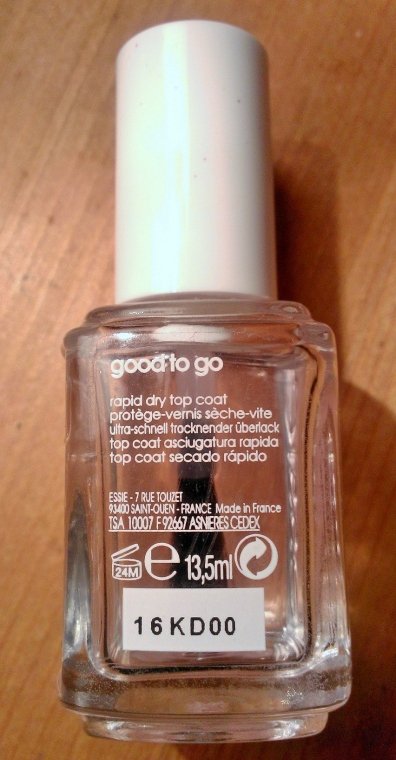 good to go
rapid dry top coat
protège-vernis sèche-vite
ultra-schnell trocknender überlack
top coat asciugatura rapida
top coat secado rápido
ESSIE - 7 RUE TOUZET
93400 SAINT-OUEN - FRANCE Made in France
TSA 10007 F 92667 ASNIERES CEDEX
24M e 13,5ml
16KD00